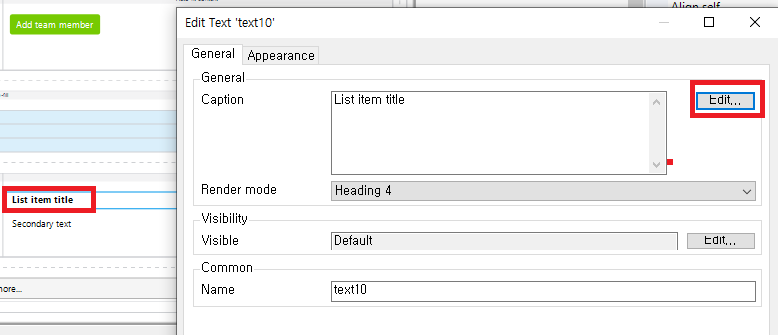 Add team member
List item title
Secondary text
more...
Align self
Edit Text 'text10'
General
Appearance
General
Caption
List item title
Edit...
Render mode
Heading 4
Visibility
Visible
Default
Edit...
Common
Name
text10